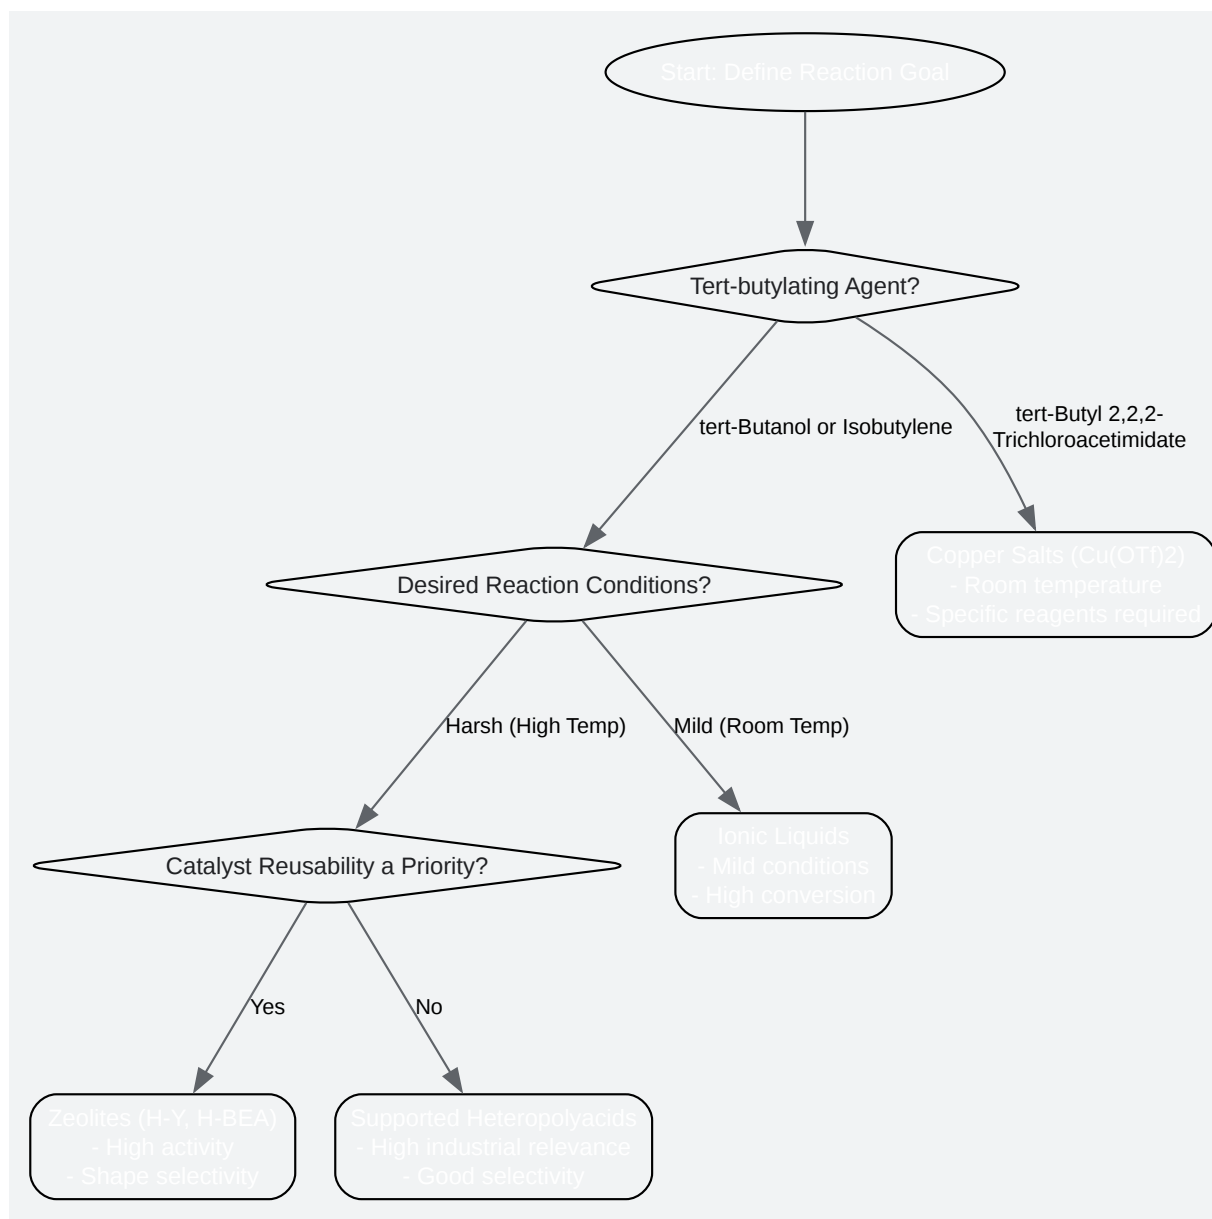 Start: Define Reaction Goal
Tert-butylating Agent?
tert-Butanol or Isobutylene
tert-Butyl 2,2,2-
Trichloroacetimidate
Copper Salts (Cu(OTf)2)
- Room temperature
- Specific reagents required
Desired Reaction Conditions?
Harsh (High Temp)
Mild (Room Temp)
Ionic Liquids
- Mild conditions
- High conversion
Catalyst Reusability a Priority?
Yes
No
Zeolites (H-Y, H-BEA)
- High activity
- Shape selectivity
Supported Heteropolyacids
- High industrial relevance
- Good selectivity